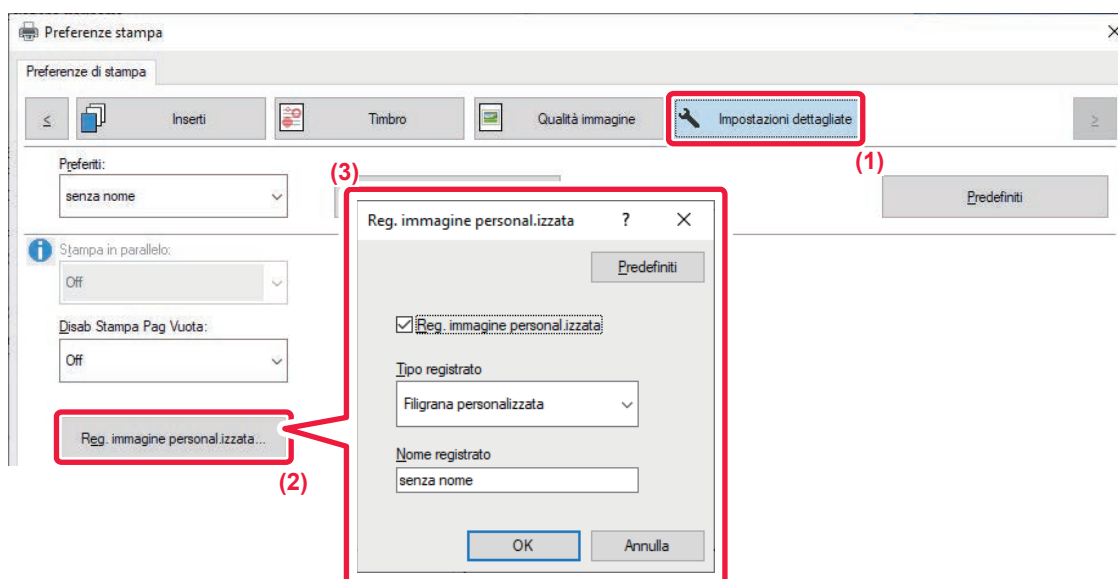 Preferenze stampa
Preferenze di stampa
<
Inserti
Timbro
Qualità immagine
Impostazioni dettagliate
>
(1)
Preferiti:
senza nome
Predefiniti
Stampa in parallelo:
Off
Disab Stampa Pag Vuota:
Off
Reg. immagine personal.izzata...
(2)
(3)
Reg. immagine personal.izzata
?
Predefiniti
Reg. immagine personal.izzata
Tipo registrato
Filigrana personalizzata
Nome registrato
senza nome
OK
Annulla